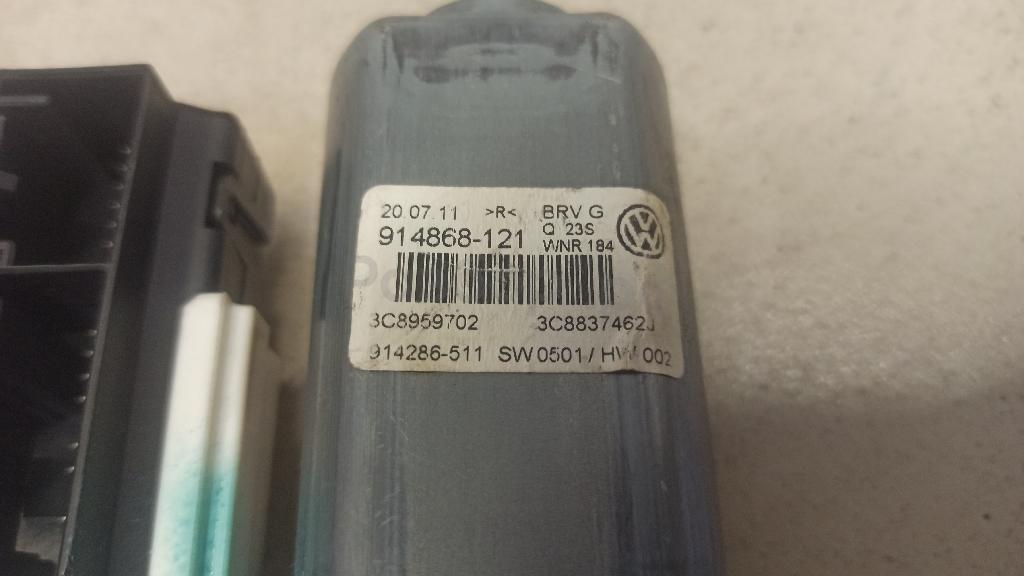 20.07.11 >R< BRV G
Q 23S
914868-121 WNR 184
3C8959702 3C8837462J
914286-511 SW 0501 / HW 002